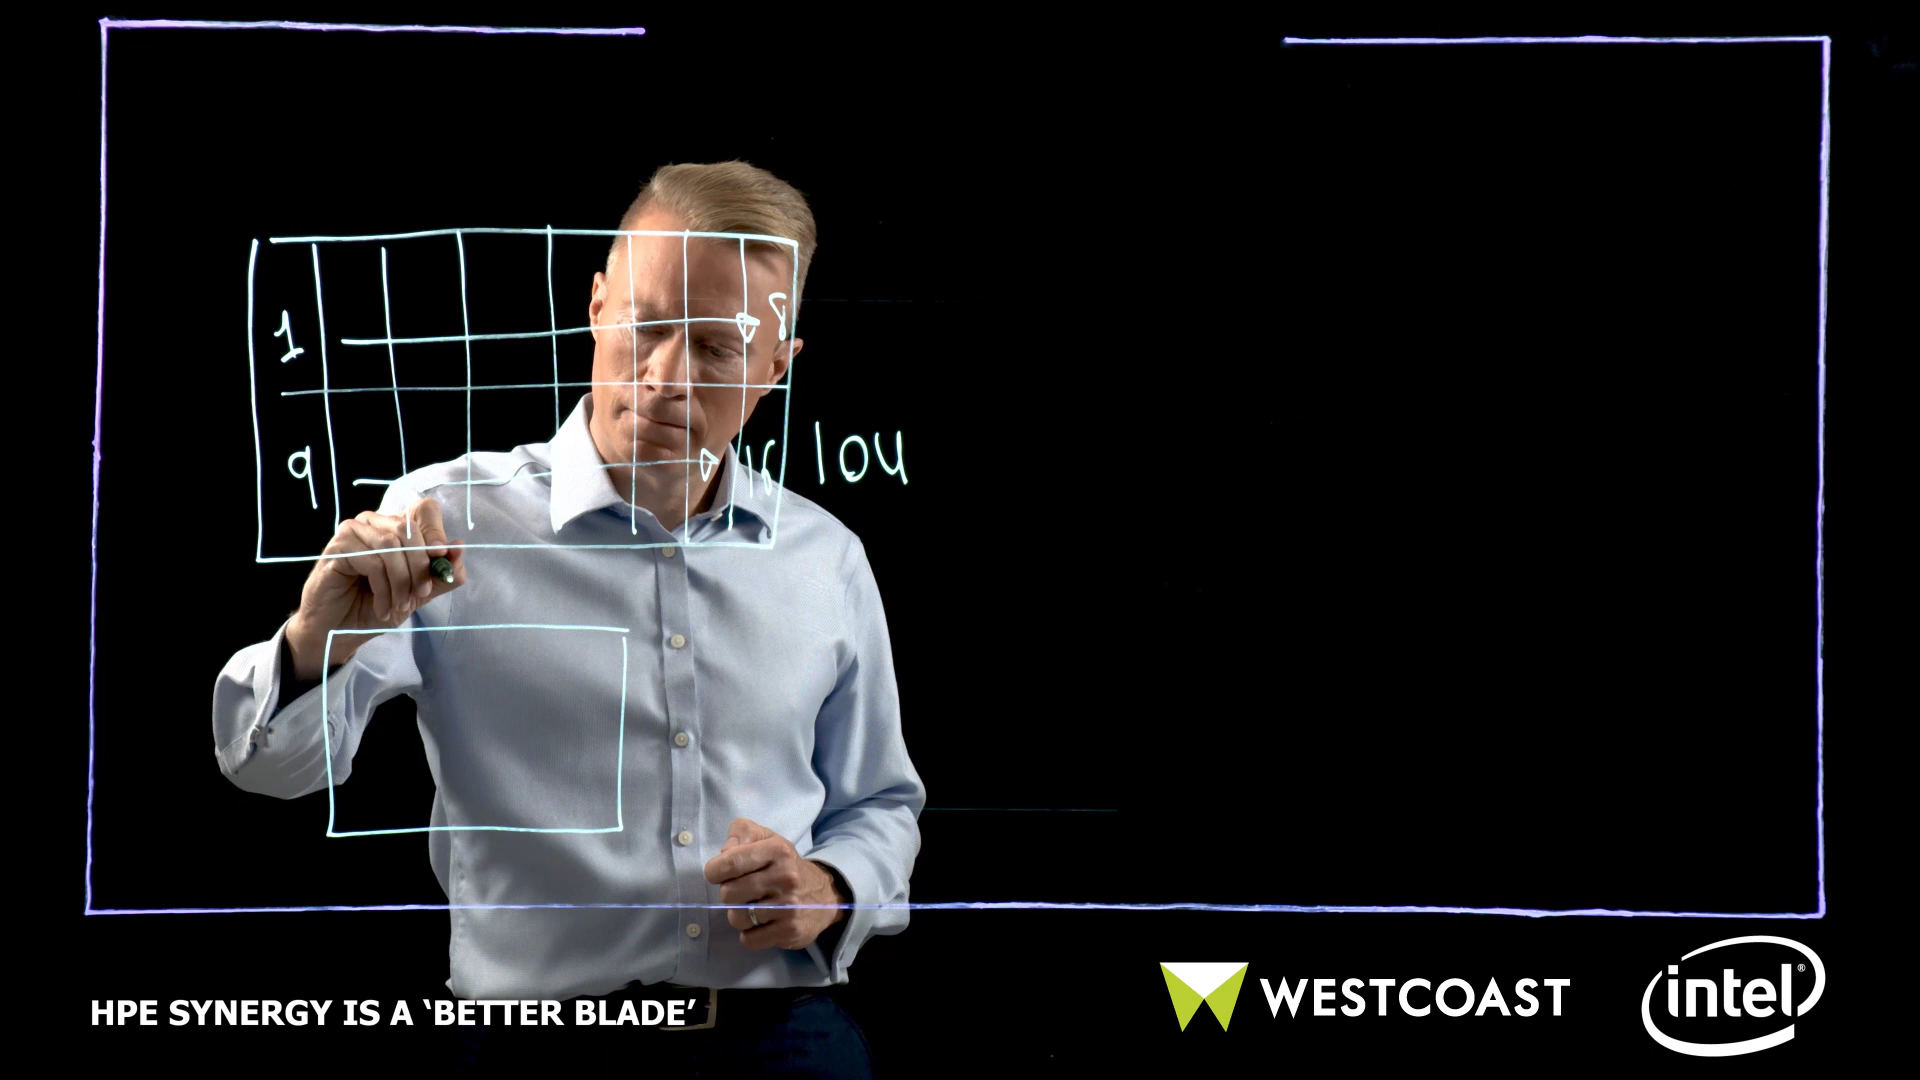 1 8
9 16 10U
HPE SYNERGY IS A ‘BETTER BLADE’
WESTCOAST
intel®